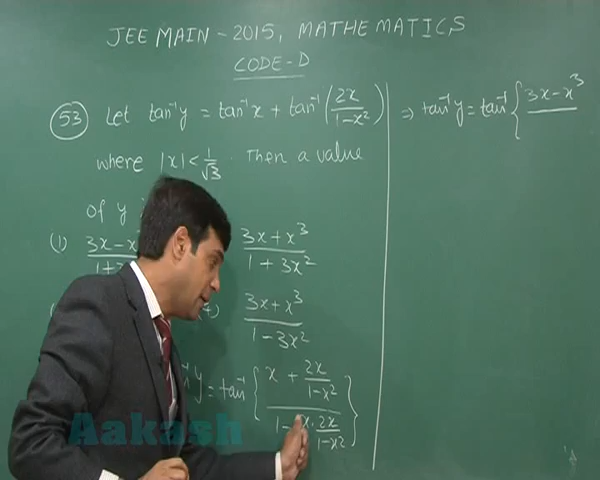 JEE MAIN - 2015, MATHEMATICS
CODE-D
53 Let tan⁻¹y = tan⁻¹x + tan⁻¹(2x/(1-x²))
where |x| < 1/√3 . Then a value
of y
(1) 3x - x
1 + 3x
3x + x³
1 + 3x²
3x + x³
1 - 3x²
y = tan⁻¹{ x + 2x/(1-x²)
1 - x · 2x/(1-x²) }
⇒ tan⁻¹y = tan⁻¹{ 3x - x³
Aakash